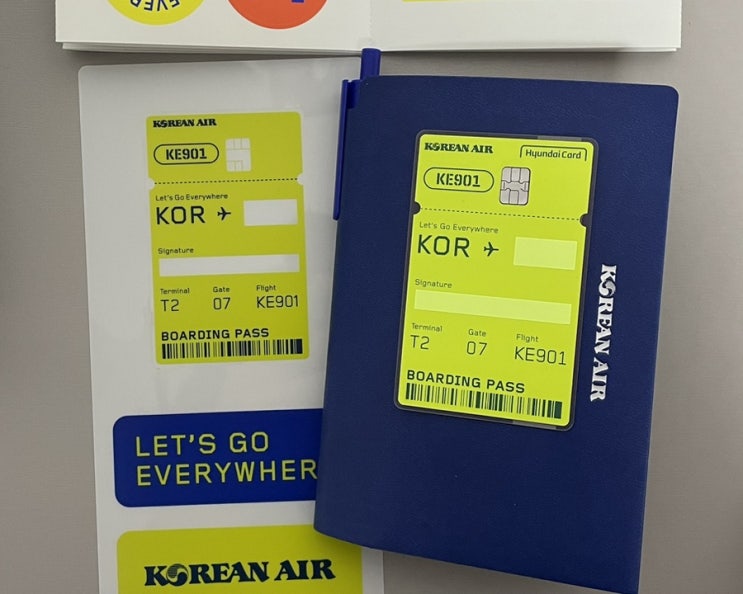 EVER
KOREAN AIR
KE901
Let's Go Everywhere
KOR
Signature
Terminal Gate Flight
T2 07 KE901
BOARDING PASS
LET'S GO
EVERYWHER
KOREAN AIR
KOREAN AIR
HyundaiCard
KE901
Let's Go Everywhere
KOR
Signature
Terminal Gate Flight
T2 07 KE901
BOARDING PASS
KOREAN AIR